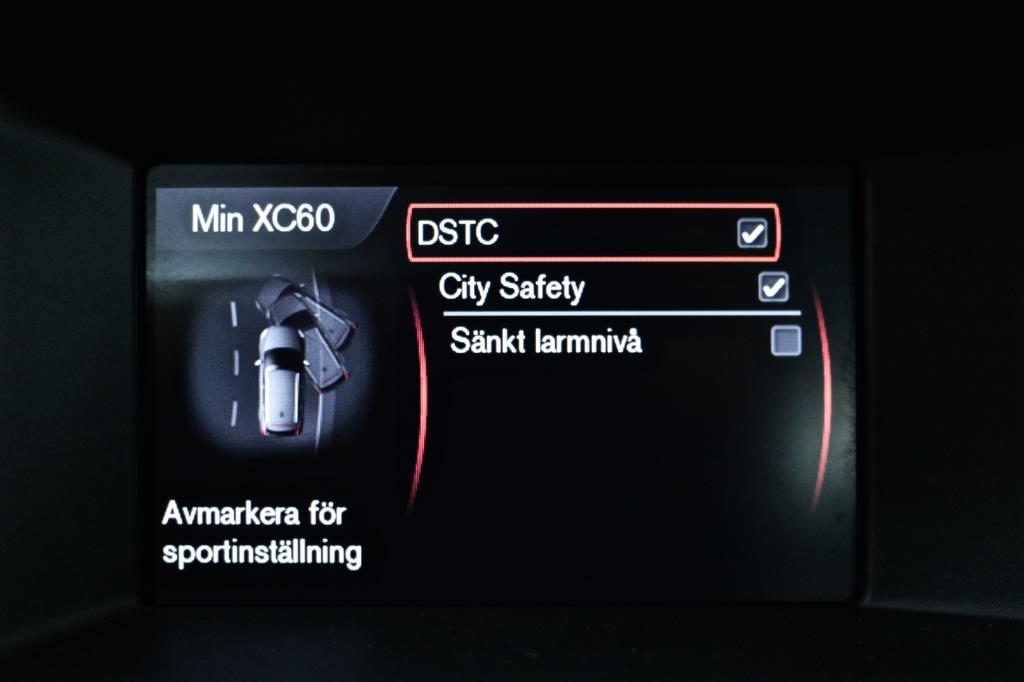 Min XC60
DSTC
City Safety
Sänkt larmnivå
Avmarkera för
sportinställning